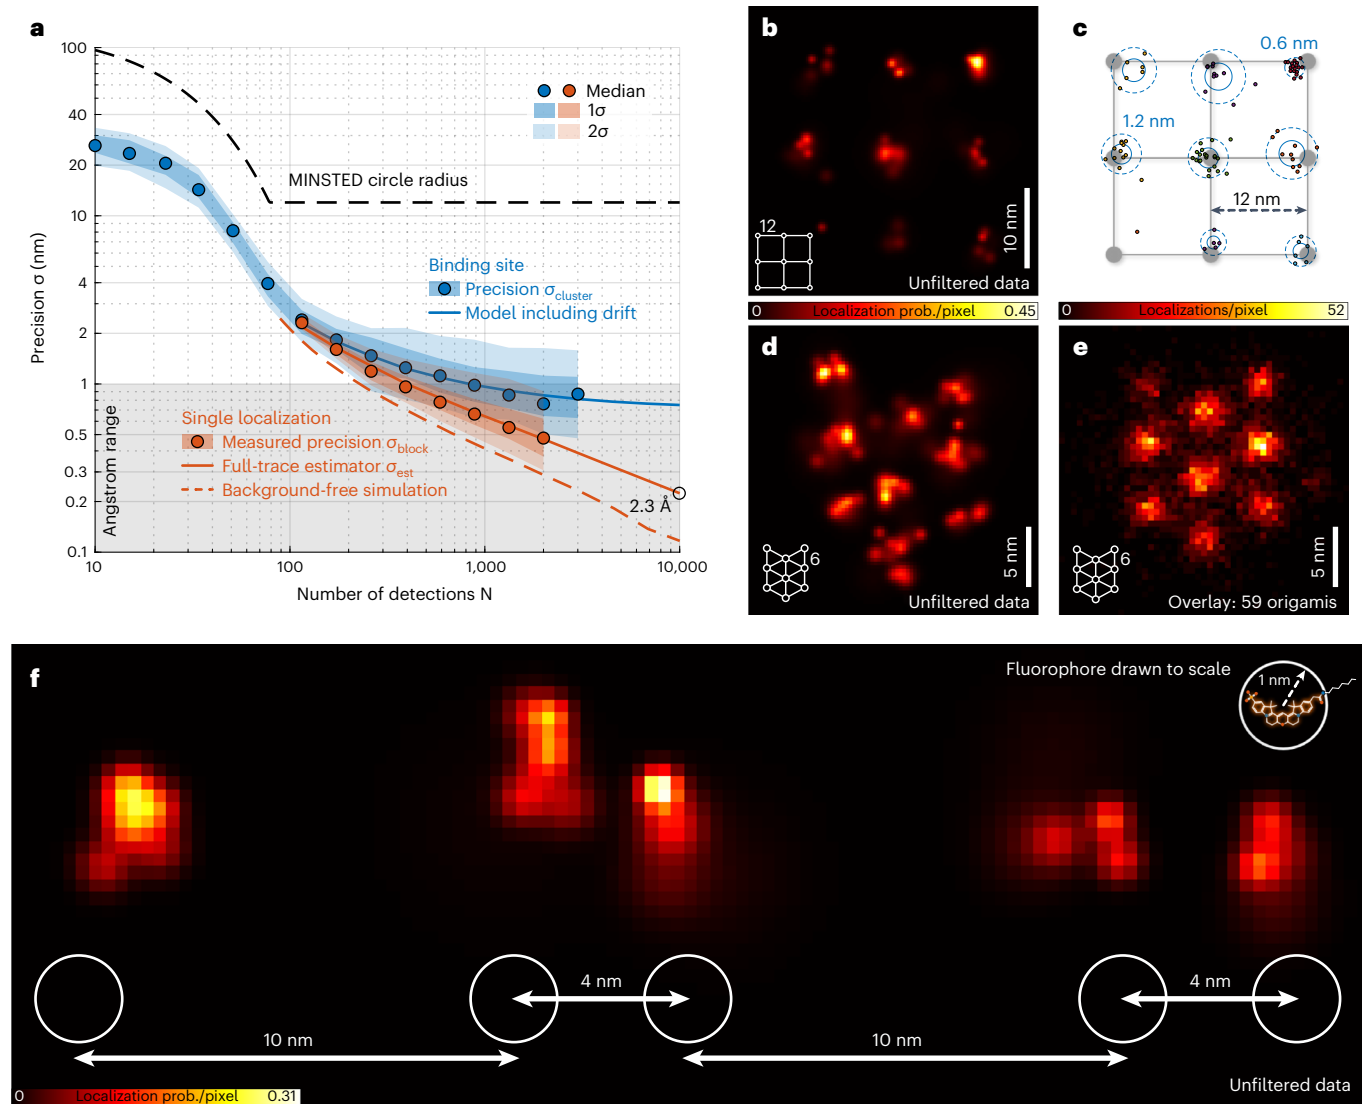 a
100
40
20
10
4
2
1
0.5
0.3
0.2
0.1
10
100
1,000
10,000
Precision σ (nm)
Number of detections N
Angstrom range
Median
1σ
2σ
MINSTED circle radius
Binding site
Precision σcluster
Model including drift
Single localization
Measured precision σblock
Full-trace estimator σest
Background-free simulation
2.3 Å
b
12
10 nm
Unfiltered data
0 Localization prob./pixel 0.45
c
0.6 nm
1.2 nm
12 nm
0 Localizations/pixel 52
d
6
5 nm
Unfiltered data
e
6
5 nm
Overlay: 59 origamis
f
Fluorophore drawn to scale
1 nm
4 nm
4 nm
10 nm
10 nm
0 Localization prob./pixel 0.31
Unfiltered data